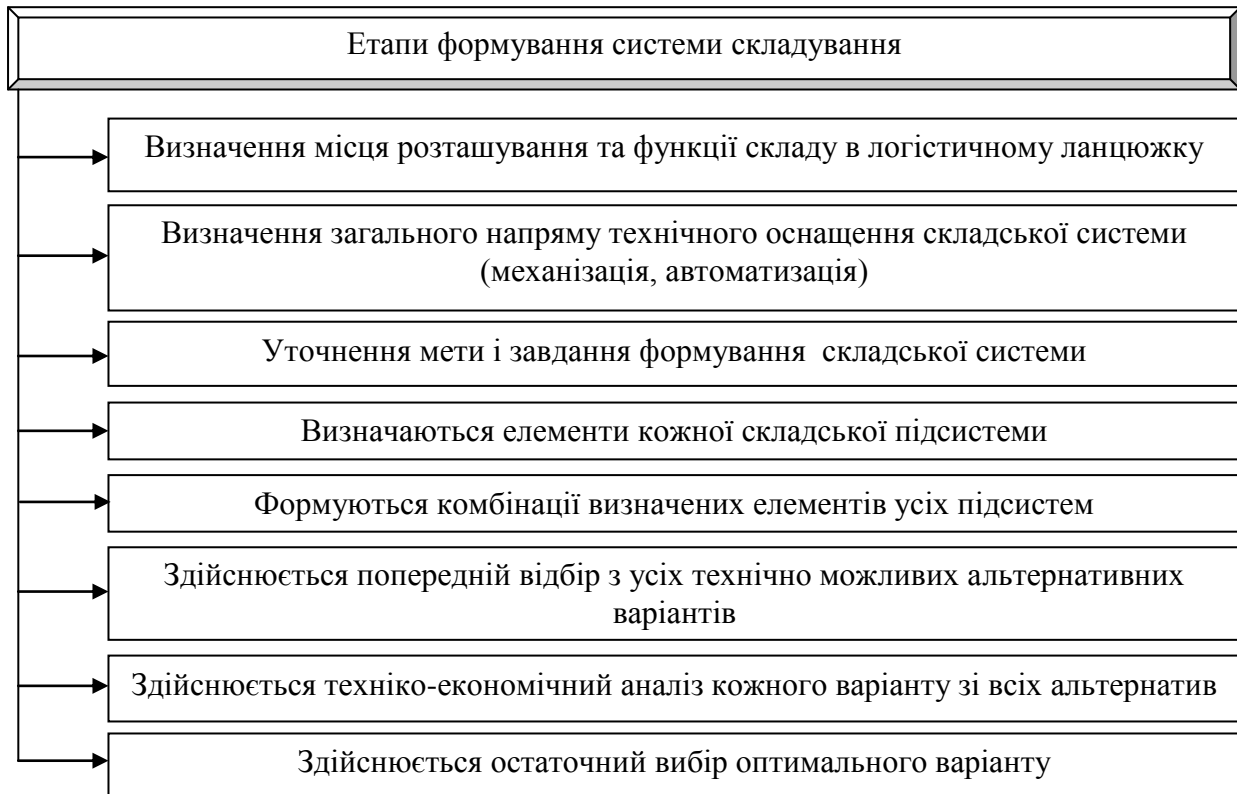 Етапи формування системи складування
Визначення місця розташування та функції складу в логістичному ланцюжку
Визначення загального напряму технічного оснащення складської системи
(механізація, автоматизація)
Уточнення мети і завдання формування  складської системи
Визначаються елементи кожної складської підсистеми
Формуються комбінації визначених елементів усіх підсистем
Здійснюється попередній відбір з усіх технічно можливих альтернативних
варіантів
Здійснюється техніко-економічний аналіз кожного варіанту зі всіх альтернатив
Здійснюється остаточний вибір оптимального варіанту